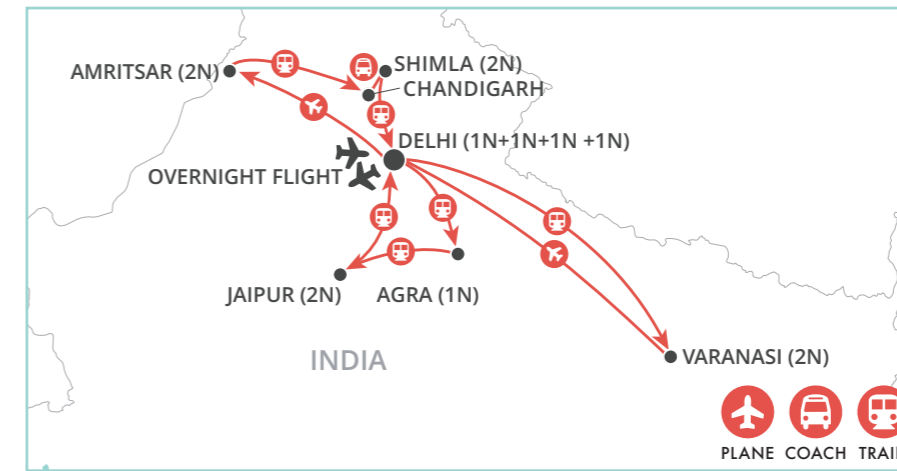 AMRITSAR (2N)
SHIMLA (2N)
CHANDIGARH
DELHI (1N+1N+1N +1N)
OVERNIGHT FLIGHT
JAIPUR (2N)
AGRA (1N)
INDIA
VARANASI (2N)
PLANE COACH TRAI